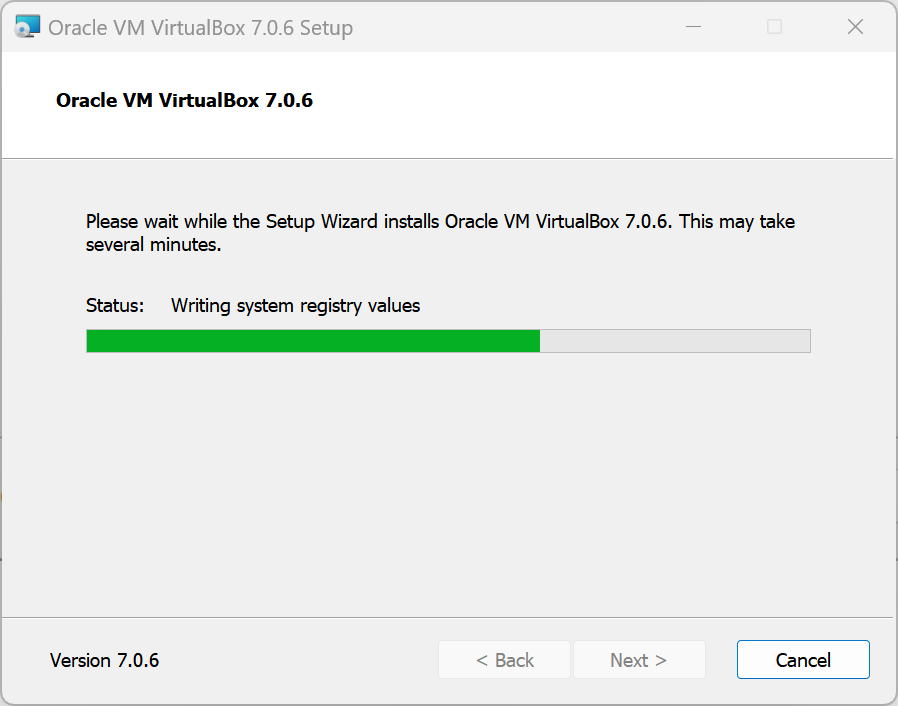 Oracle VM VirtualBox 7.0.6 Setup
Oracle VM VirtualBox 7.0.6
Please wait while the Setup Wizard installs Oracle VM VirtualBox 7.0.6. This may take
several minutes.
Status: Writing system registry values
Version 7.0.6 < Back Next > Cancel